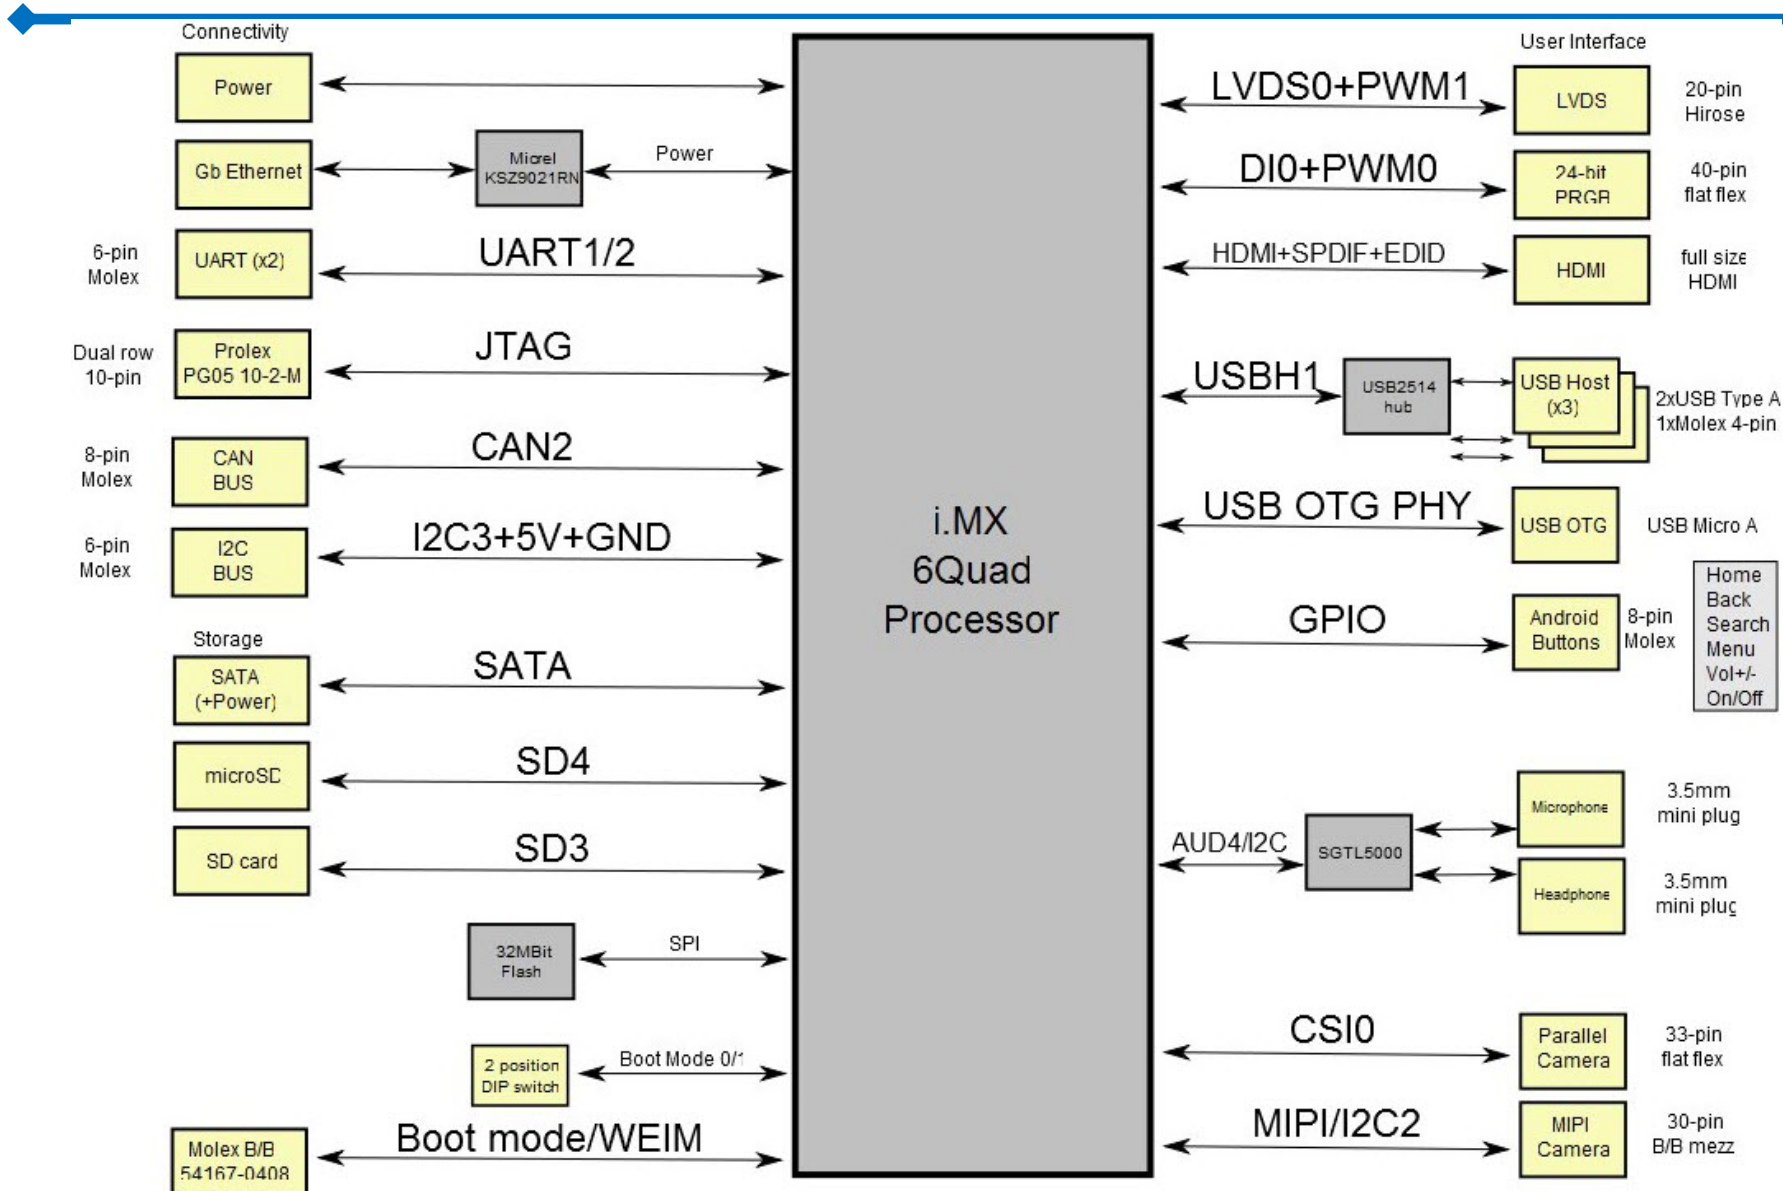 Connectivity
Power
Gb Ethernet
Micrel
KSZ9021RN
Power
6-pin
Molex
UART (x2)
UART1/2
Dual row
10-pin
Prolex
PG05 10-2-M
JTAG
8-pin
Molex
CAN
BUS
CAN2
6-pin
Molex
I2C
BUS
I2C3+5V+GND
Storage
SATA
(+Power)
SATA
microSD
SD4
SD card
SD3
32MBit
Flash
SPI
2 position
DIP switch
Boot Mode 0/1
Molex B/B
54167-0408
Boot mode/WEIM
i.MX
6Quad
Processor
User Interface
LVDS0+PWM1
LVDS
20-pin
Hirose
DI0+PWM0
24-bit
PRGB
40-pin
flat flex
HDMI+SPDIF+EDID
HDMI
full size
HDMI
USBH1
USB2514
hub
USB Host
(x3)
2xUSB Type A
1xMolex 4-pin
USB OTG PHY
USB OTG
USB Micro A
GPIO
Android
Buttons
8-pin
Molex
Home
Back
Search
Menu
Vol+/-
On/Off
AUD4/I2C
SGTL5000
Microphone
3.5mm
mini plug
Headphone
3.5mm
mini plug
CSI0
Parallel
Camera
33-pin
flat flex
MIPI/I2C2
MIPI
Camera
30-pin
B/B mezz